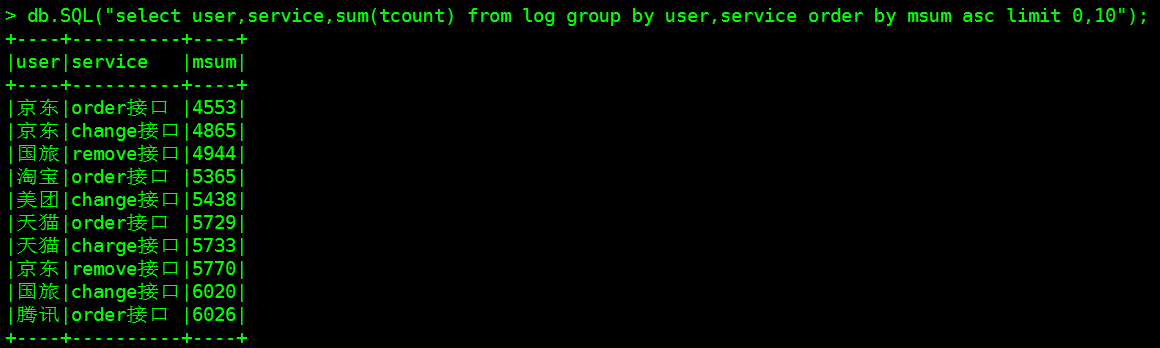 > db.SQL("select user,service,sum(tcount) from log group by user,service order by msum asc limit 0,10");
+----+----------+----+
|user|service   |msum|
+----+----------+----+
|京东|order接口 |4553|
|京东|change接口|4865|
|国旅|remove接口|4944|
|淘宝|order接口 |5365|
|美团|change接口|5438|
|天猫|order接口 |5729|
|天猫|charge接口|5733|
|京东|remove接口|5770|
|国旅|change接口|6020|
|腾讯|order接口 |6026|
+----+----------+----+